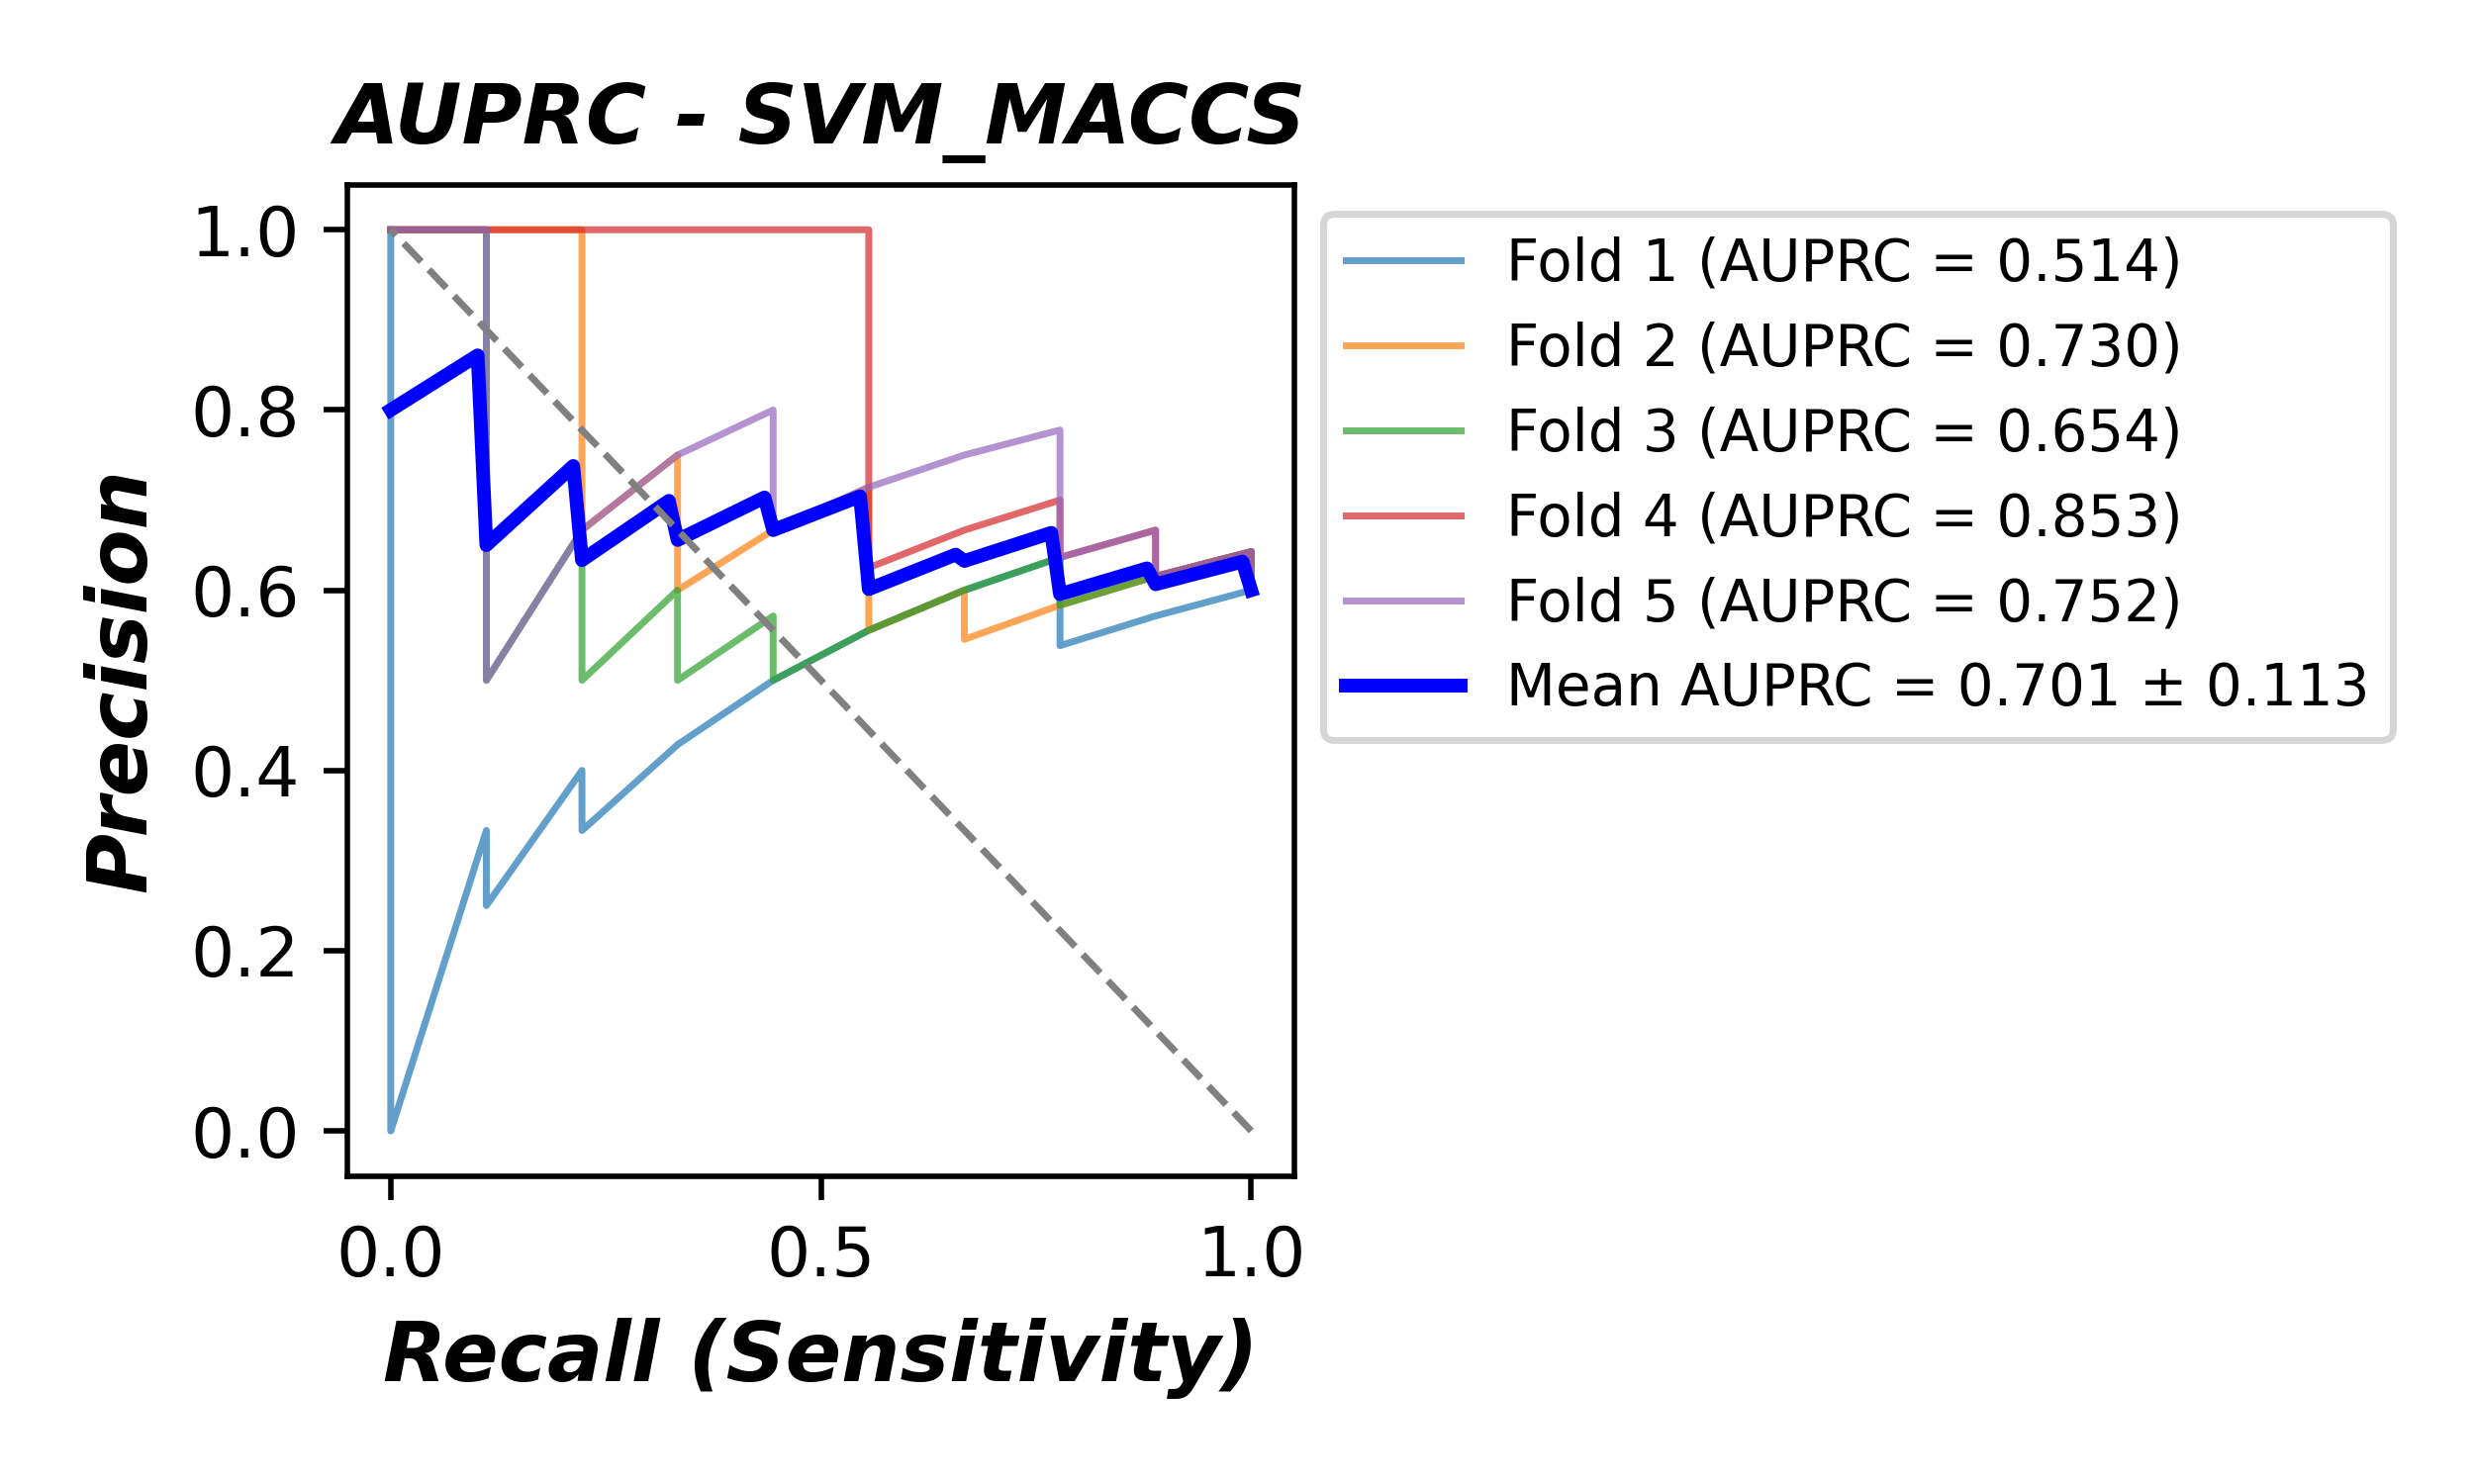 AUPRC - SVM_MACCS
Precision
1.0
0.8
0.6
0.4
0.2
0.0
0.0
0.5
1.0
Recall (Sensitivity)
Fold 1 (AUPRC = 0.514)
Fold 2 (AUPRC = 0.730)
Fold 3 (AUPRC = 0.654)
Fold 4 (AUPRC = 0.853)
Fold 5 (AUPRC = 0.752)
Mean AUPRC = 0.701 ± 0.113